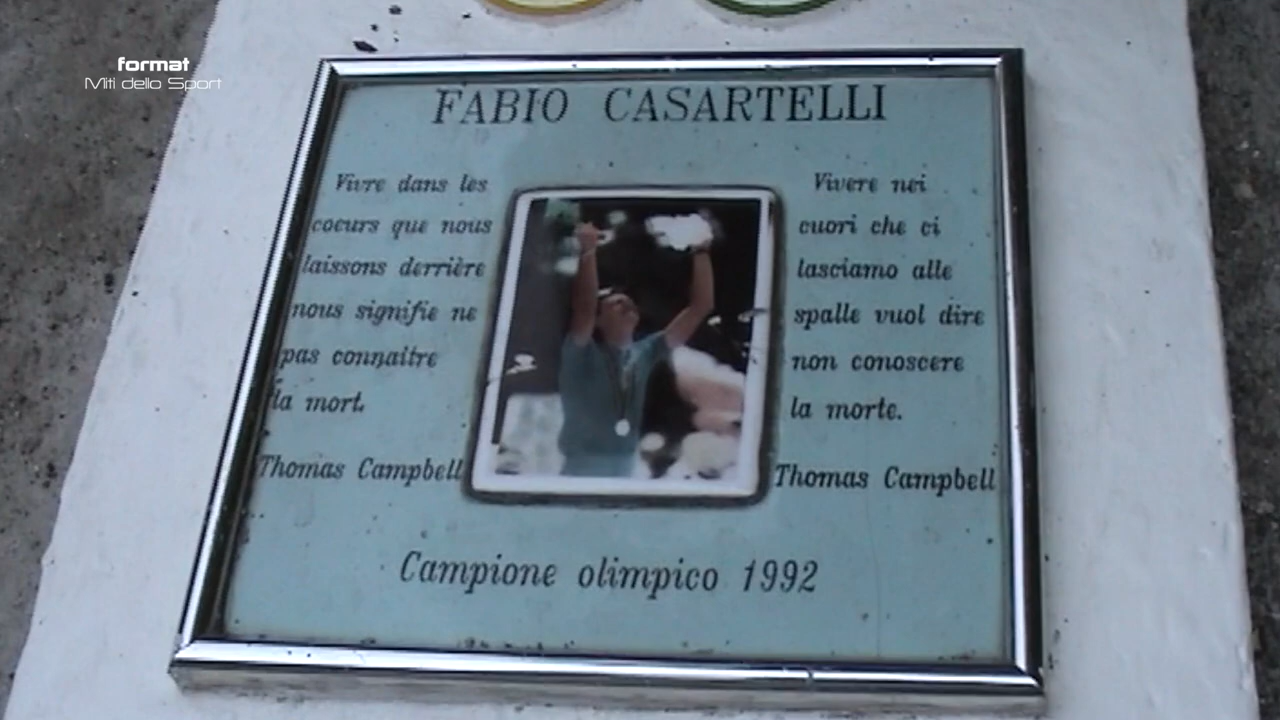 format
Miti dello Sport
FABIO CASARTELLI
Vivre dans les
coeurs que nous
laissons derrière
nous signifie ne
pas connaitre
la mort.
Thomas Campbell
Vivere nei
cuori che ci
lasciamo alle
spalle vuol dire
non conoscere
la morte.
Thomas Campbell
Campione olimpico 1992